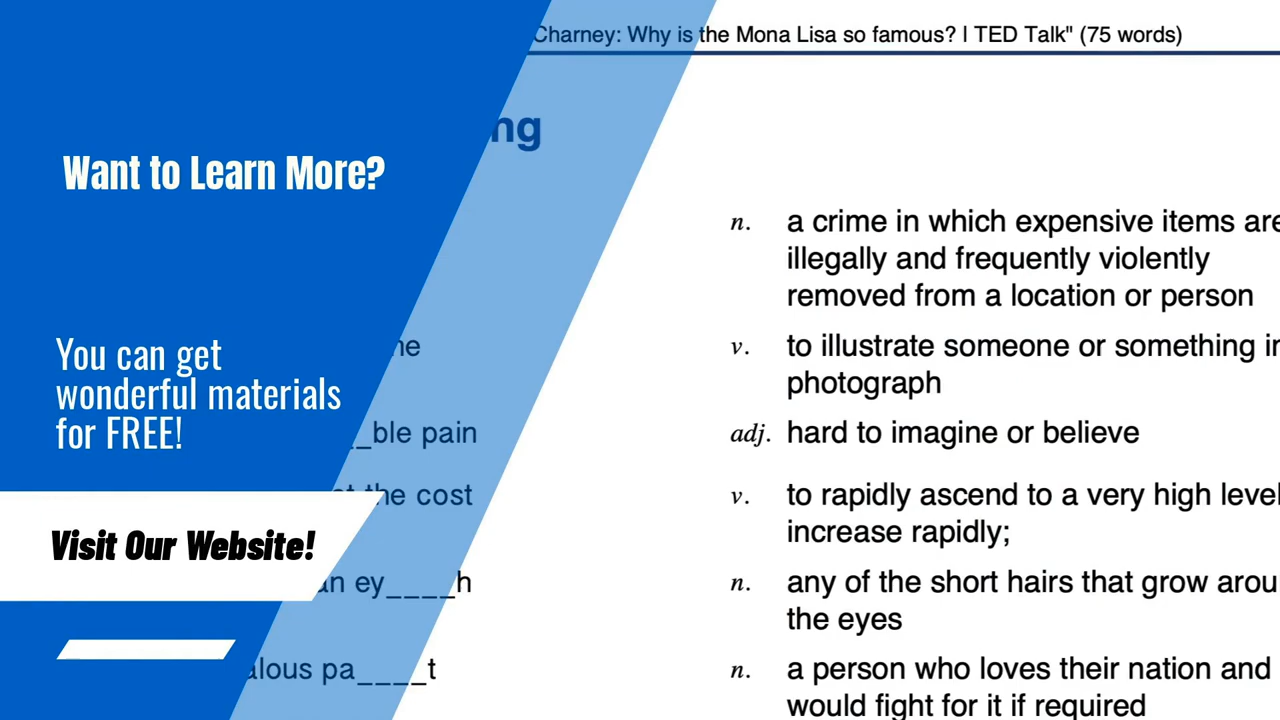 Charney: Why is the Mona Lisa so famous? | TED Talk" (75 words)
ng
Want to Learn More?
You can get
wonderful materials
for FREE!
Visit Our Website!
n. a crime in which expensive items are
illegally and frequently violently
removed from a location or person
ne v. to illustrate someone or something in
photograph
_ble pain adj. hard to imagine or believe
the cost v. to rapidly ascend to a very high level
increase rapidly;
an ey____h n. any of the short hairs that grow arou
the eyes
alous pa____t n. a person who loves their nation and
would fight for it if required